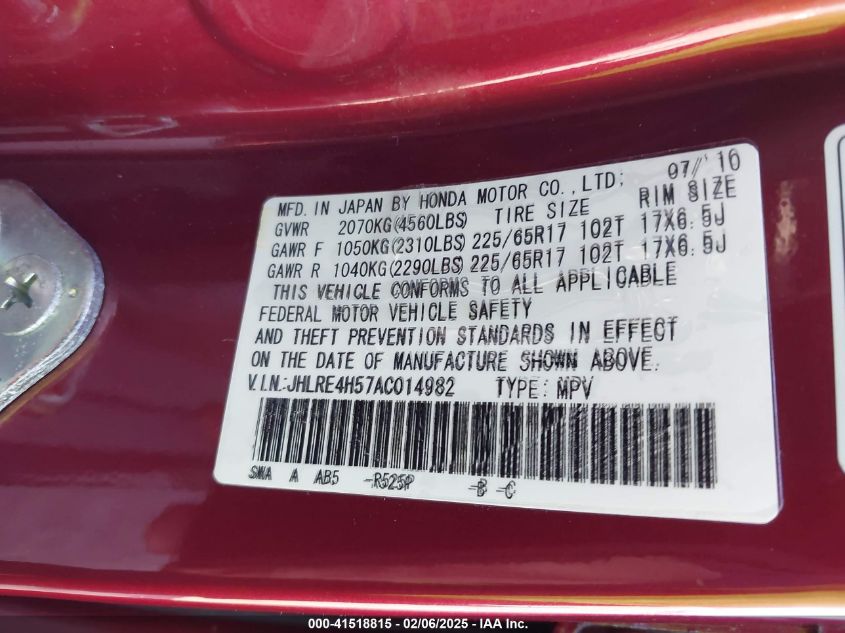 07/'10
MFD. IN JAPAN BY HONDA MOTOR CO., LTD;
GVWR 2070KG(4560LBS) TIRE SIZE RIM SIZE
GAWR F 1050KG(2310LBS) 225/65R17 102T 17X6.5J
GAWR R 1040KG(2290LBS) 225/65R17 102T 17X6.5J
THIS VEHICLE CONFORMS TO ALL APPLICABLE
FEDERAL MOTOR VEHICLE SAFETY
AND THEFT PREVENTION STANDARDS IN EFFECT
ON THE DATE OF MANUFACTURE SHOWN ABOVE.
V.I.N.:JHLRE4H57AC014982 TYPE: MPV
SWA A AB5 -R525P -B -C
000-41518815 - 02/06/2025 - © IAA Inc.